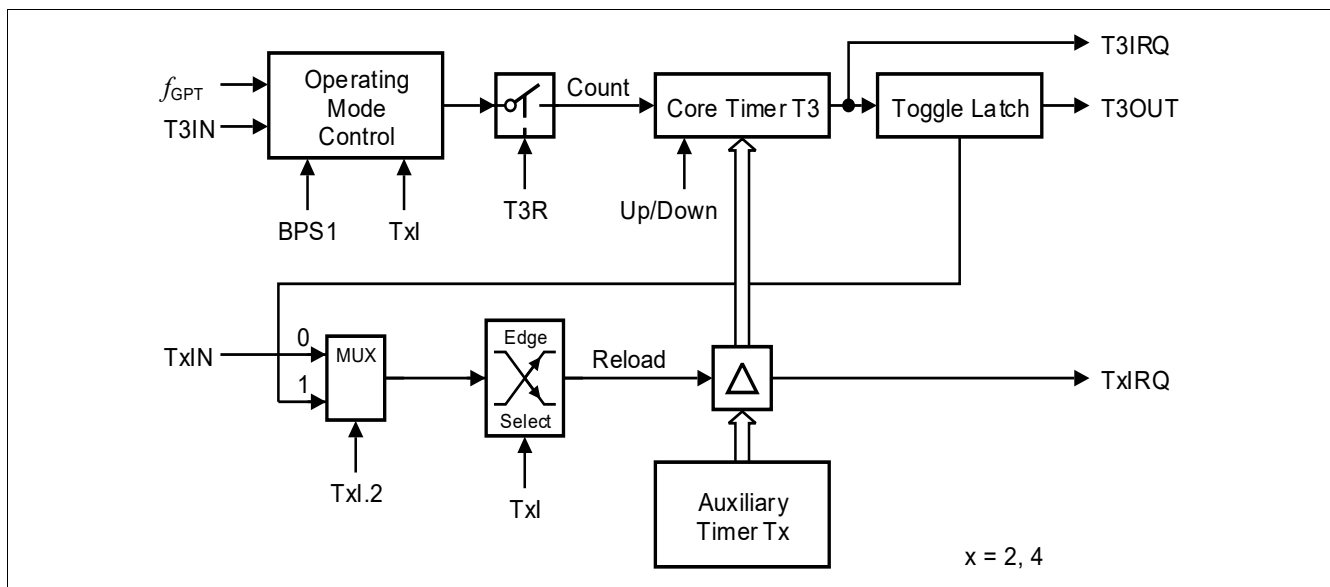 T3IRQ
fGPT
T3IN
Operating
Mode
Control
Count
Core Timer T3
Toggle Latch
T3OUT
BPS1
TxI
T3R
Up/Down
TxIN
0
1
MUX
Edge
Select
Reload
Δ
TxIRQ
TxI.2
TxI
Auxiliary
Timer Tx
x = 2, 4